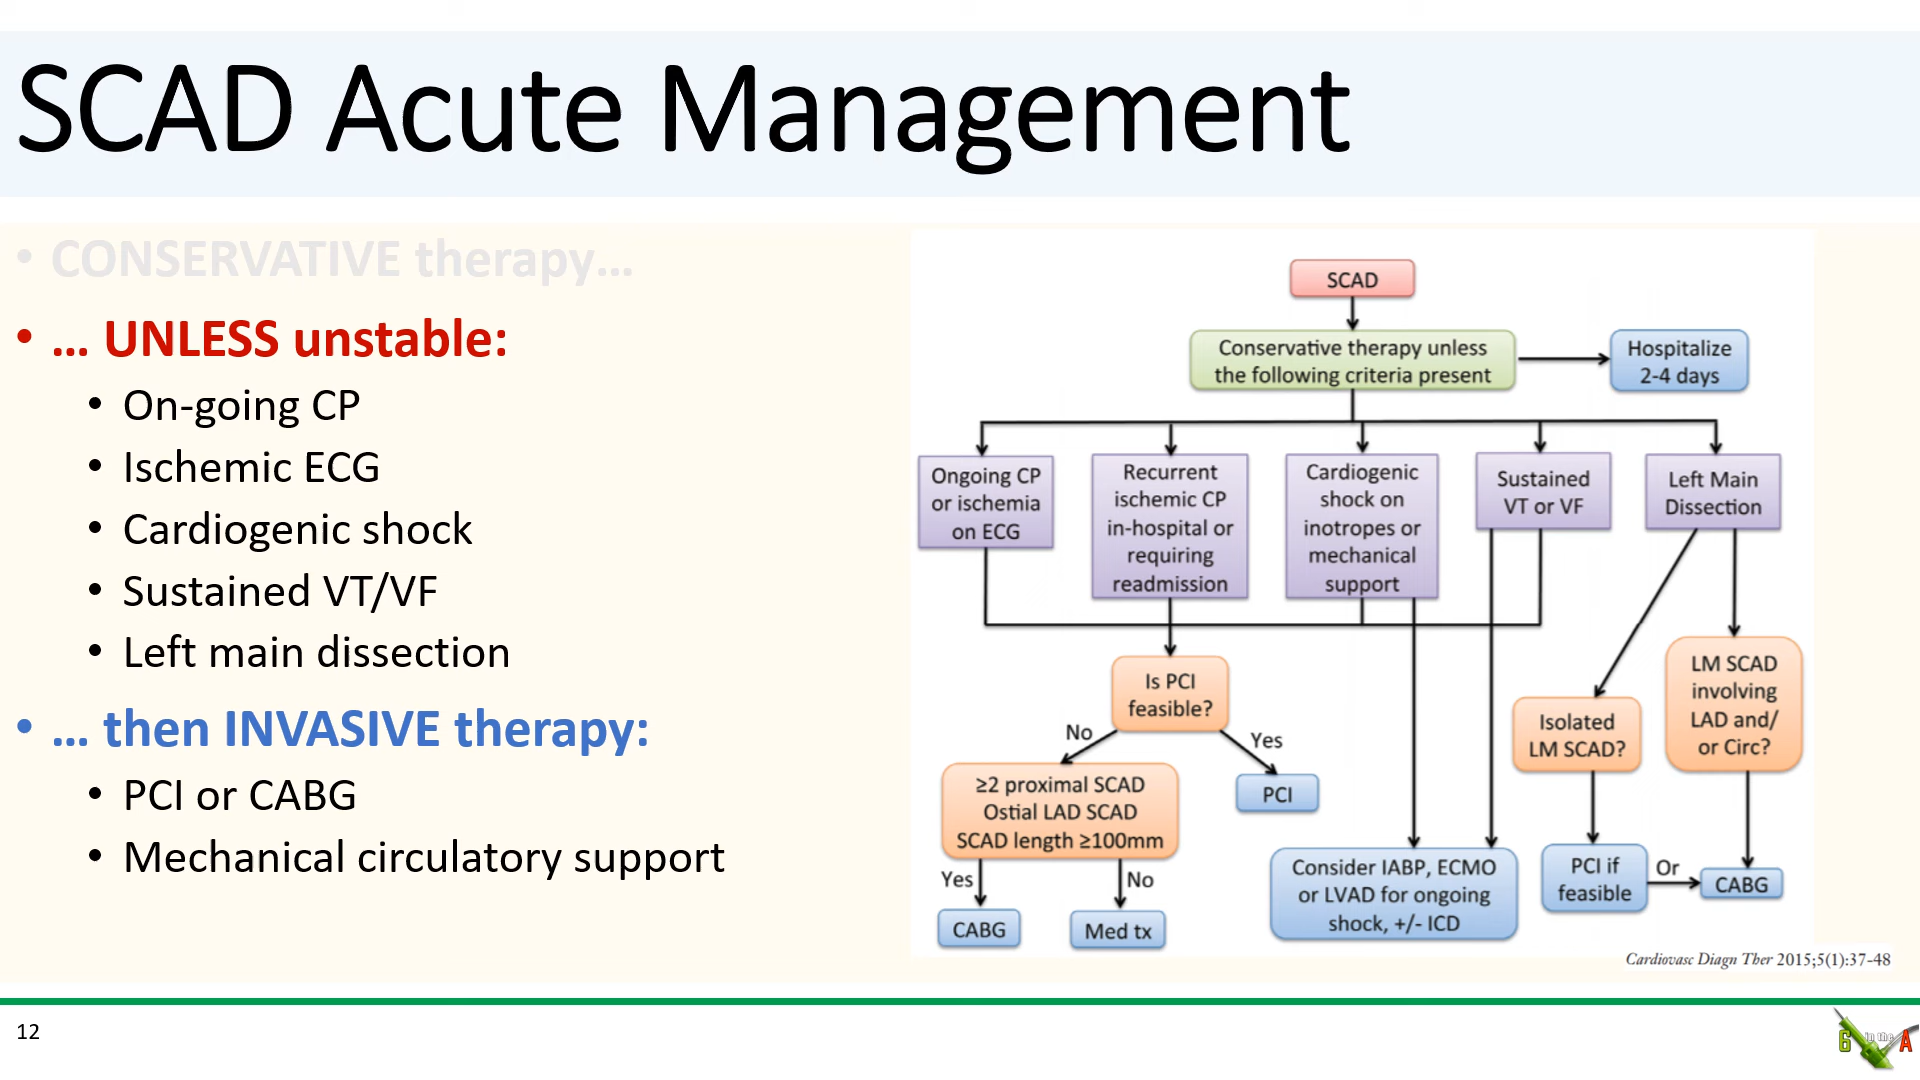 SCAD Acute Management
• CONSERVATIVE therapy…
• … UNLESS unstable:
• On-going CP
• Ischemic ECG
• Cardiogenic shock
• Sustained VT/VF
• Left main dissection
• … then INVASIVE therapy:
• PCI or CABG
• Mechanical circulatory support
SCAD
Conservative therapy unless
the following criteria present
Hospitalize
2-4 days
Ongoing CP
or ischemia
on ECG
Recurrent
ischemic CP
in-hospital or
requiring
readmission
Cardiogenic
shock on
inotropes or
mechanical
support
Sustained
VT or VF
Left Main
Dissection
Is PCI
feasible?
No
Yes
≥2 proximal SCAD
Ostial LAD SCAD
SCAD length ≥100mm
PCI
Yes
No
CABG
Med tx
Consider IABP, ECMO
or LVAD for ongoing
shock, +/- ICD
Isolated
LM SCAD?
LM SCAD
involving
LAD and/
or Circ?
PCI if
feasible
Or
CABG
Cardiovasc Diagn Ther 2015;5(1):37-48
12
6 in the A